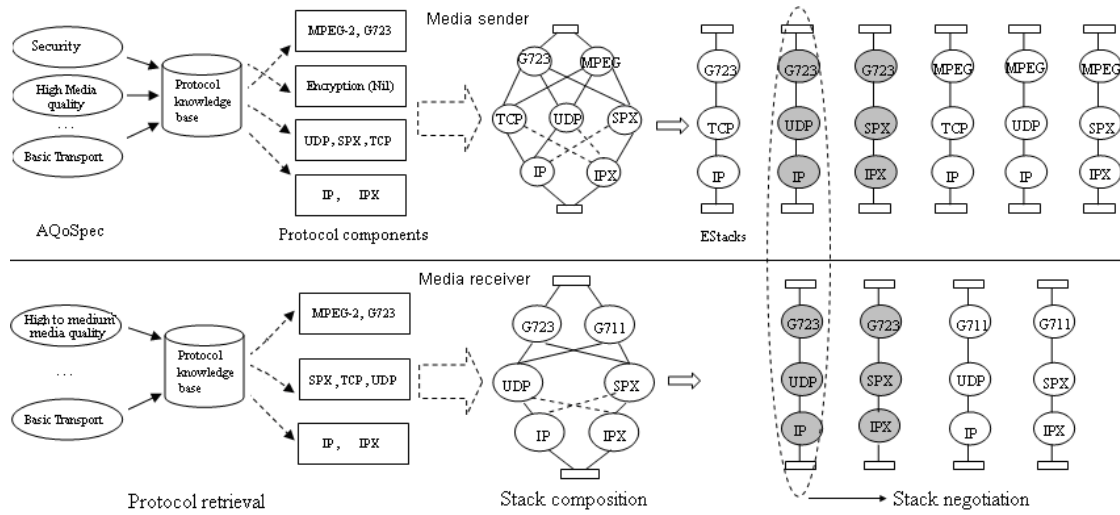 Media sender
Security
High Media
quality
...
Basic Transport
AQoSpec
Protocol
knowledge
base
MPEG-2, G723
Encryption (Nil)
UDP, SPX, TCP
IP, IPX
Protocol components
G723 MPEG
TCP UDP SPX
IP IPX
G723 G723 G723 MPEG MPEG MPEG
TCP UDP SPX TCP UDP SPX
IP IP IPX IP IP IPX
EStacks
Media receiver
High to medium
media quality
...
Basic Transport
Protocol
knowledge
base
MPEG-2, G723
SPX, TCP, UDP
IP, IPX
G723 G711
UDP SPX
IP IPX
G723 G723 G711 G711
UDP SPX UDP SPX
IP IPX IP IPX
Protocol retrieval
Stack composition
Stack negotiation